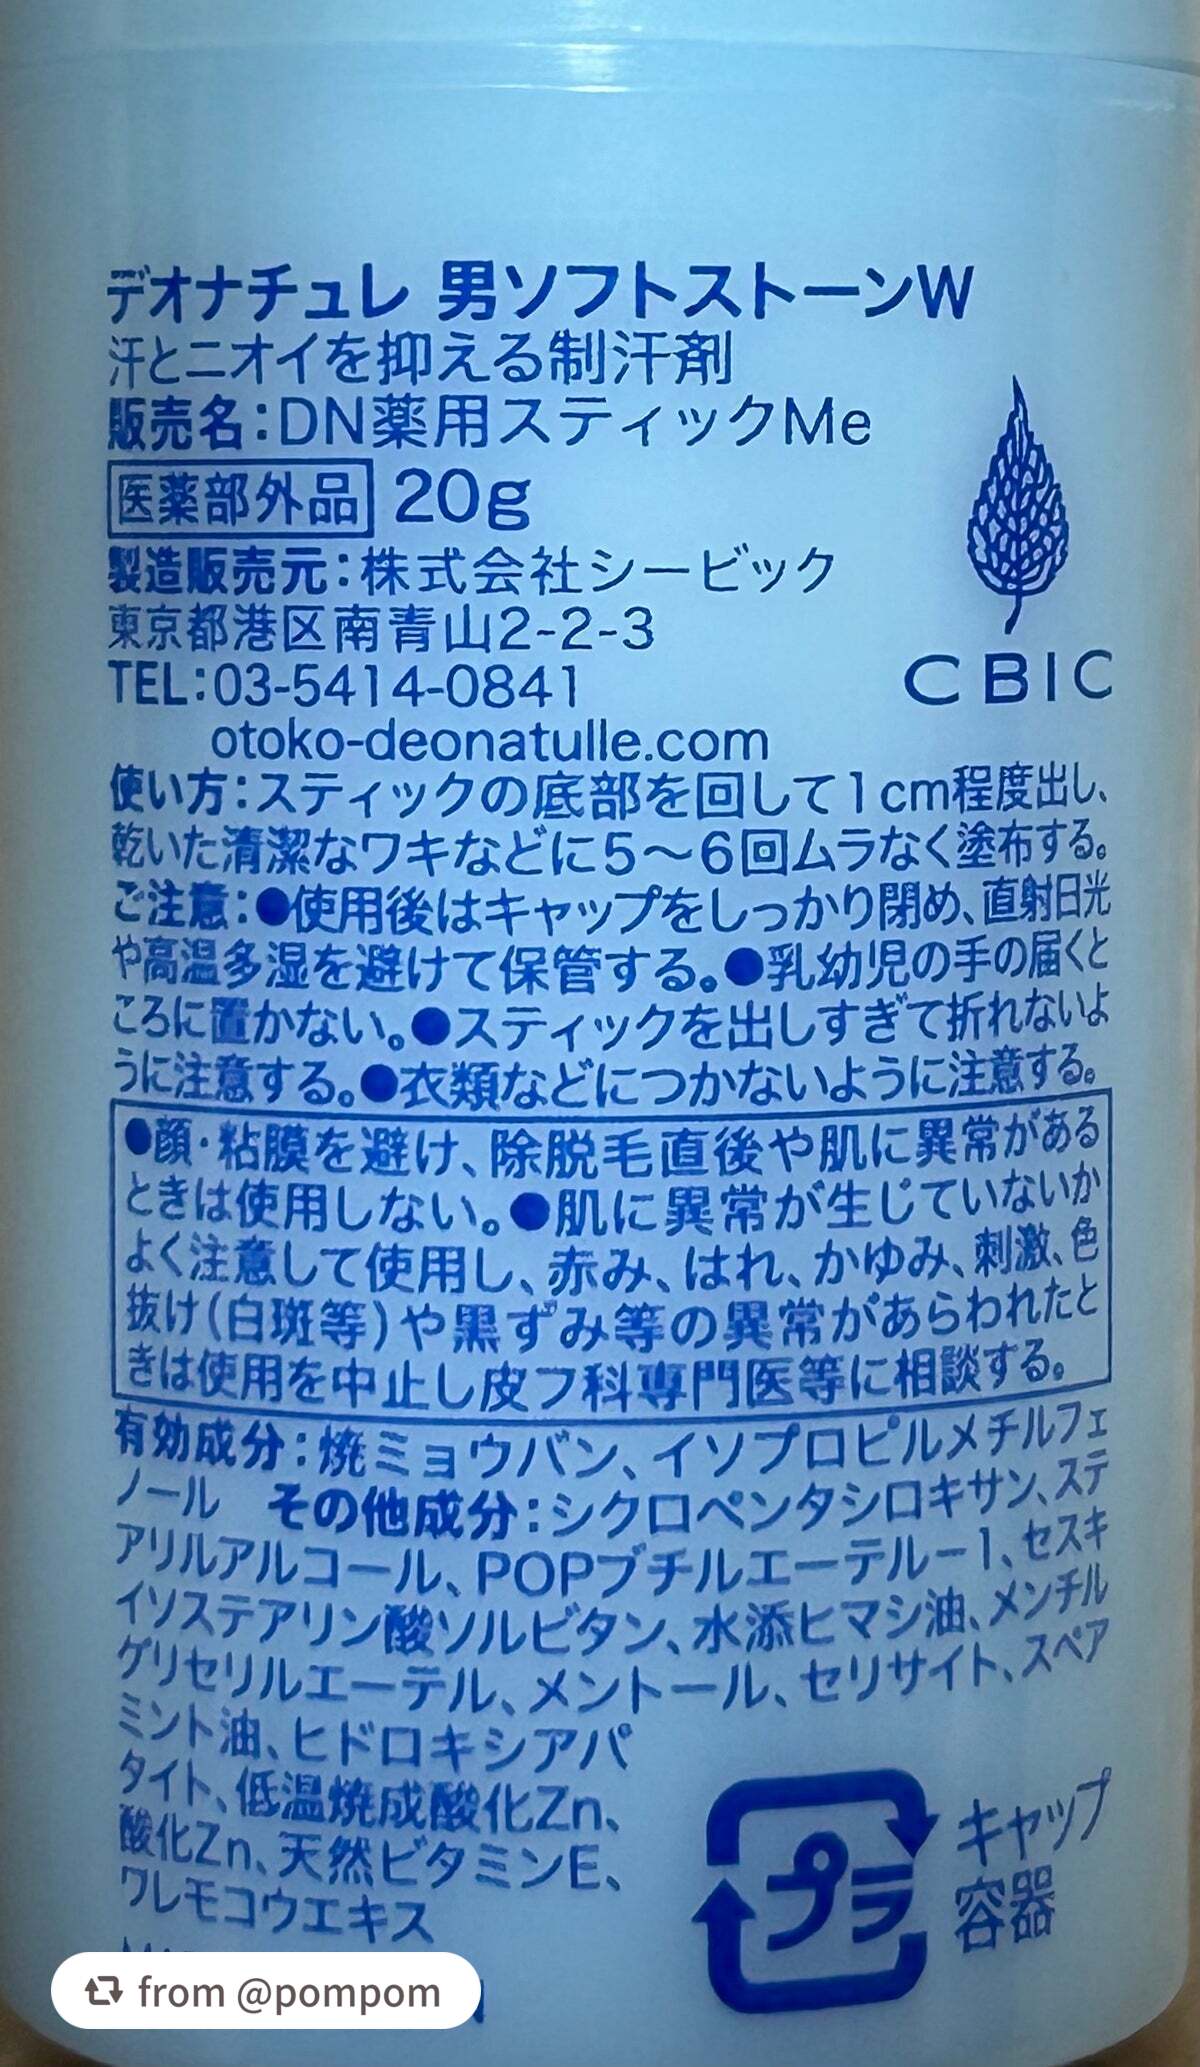 デオナチュレ 男ソフトストーンW
汗とニオイを抑える制汗剤
販売名:DN薬用スティックMe
医薬部外品 20g
製造販売元:株式会社シービック
東京都港区南青山2-2-3
TEL:03-5414-0841
CBIC
otoko-deonatulle.com
使い方:スティックの底部を回して1cm程度出し、
乾いた清潔なワキなどに5〜6回ムラなく塗布する。
ご注意:●使用後はキャップをしっかり閉め、直射日光
や高温多湿を避けて保管する。●乳幼児の手の届くと
ころに置かない。●スティックを出しすぎて折れないよ
うに注意する。●衣類などにつかないように注意する。
●顔・粘膜を避け、除脱毛直後や肌に異常がある
ときは使用しない。●肌に異常が生じていないか
よく注意して使用し、赤み、はれ、かゆみ、刺激、色
抜け(白斑等)や黒ずみ等の異常があらわれたと
きは使用を中止し皮フ科専門医等に相談する。
有効成分:焼ミョウバン、イソプロピルメチルフェ
ノール その他成分:シクロペンタシロキサン、ステ
アリルアルコール、POPブチルエーテル-1、セスキ
イソステアリン酸ソルビタン、水添ヒマシ油、メンチル
グリセリルエーテル、メントール、セリサイト、スペア
ミント油、ヒドロキシアパ
タイト、低温焼成酸化Zn、
酸化Zn、天然ビタミンE、
ワレモコウエキス
プラ
キャップ
容器
from @pompom